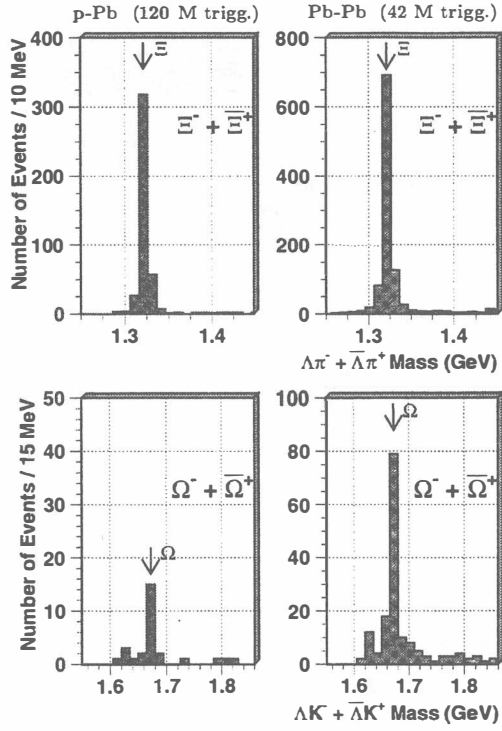 p-Pb (120 M trigg.)
Pb-Pb (42 M trigg.)
Number of Events / 10 MeV
400
300
200
100
0
Ξ
Ξ⁻ + Ξ̅⁺
1.3
1.4
800
600
400
200
0
Ξ
Ξ⁻ + Ξ̅⁺
1.3
1.4
Λπ⁻ + Λ̅π⁺ Mass (GeV)
Number of Events / 15 MeV
50
40
30
20
10
0
Ω⁻ + Ω̅⁺
Ω
1.6
1.7
1.8
100
80
60
40
20
0
Ω
Ω⁻ + Ω̅⁺
1.6
1.7
1.8
ΛK⁻ + Λ̅K⁺ Mass (GeV)